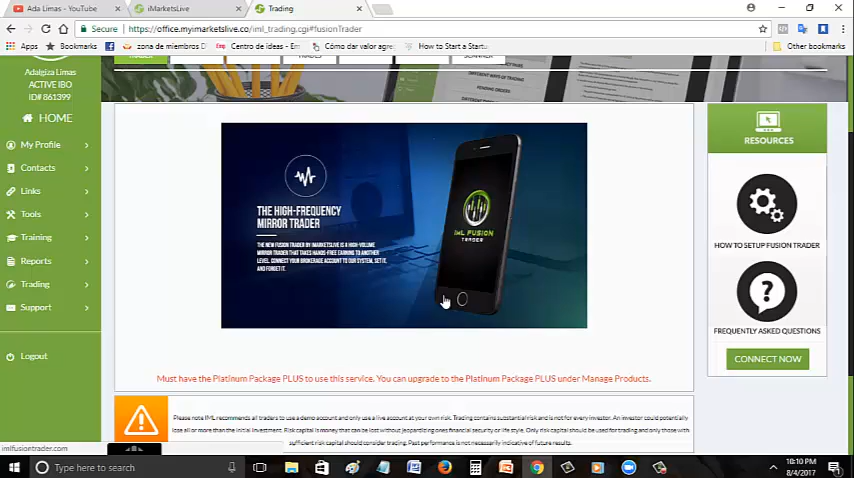 Ada Limas - YouTube
iMarketsLive
Trading
Secure
https://office.myimarketslive.co/iml_trading.cgi#fusionTrader
Apps
Bookmarks
zona de miembros D
Centro de ideas - Em
Cómo dar valor agre
How to Start a Startu
Other bookmarks
Adalgiza Limas
ACTIVE IBO
ID# 861399
HOME
My Profile
Contacts
Links
Tools
Training
Reports
Trading
Support
Logout
DIFFERENT WAYS OF TRADING
PENDING ORDERS
THE HIGH-FREQUENCY
MIRROR TRADER
THE NEW FUSION TRADER BY IMARKETSLIVE IS A HIGH-VOLUME
MIRROR TRADER THAT TAKES HANDS-FREE EARNING TO ANOTHER
LEVEL. CONNECT YOUR BROKERAGE ACCOUNT TO OUR SYSTEM, SET IT,
AND FORGET IT.
IML FUSION
TRADER
RESOURCES
HOW TO SETUP FUSION TRADER
FREQUENTLY ASKED QUESTIONS
CONNECT NOW
Must have the Platinum Package PLUS to use this service. You can upgrade to the Platinum Package PLUS under Manage Products.
Please note IML recommends all traders to use a demo account and only use a live account at your own risk. Trading contains substantial risk and is not for every investor. An investor could potentially
lose all or more than the initial investment. Risk capital is money that can be lost without jeopardizing ones financial security or life style. Only risk capital should be used for trading and only those with
sufficient risk capital should consider trading. Past performance is not necessarily indicative of future results.
imlfusiontrader.com
Type here to search
10:10 PM
8/4/2017